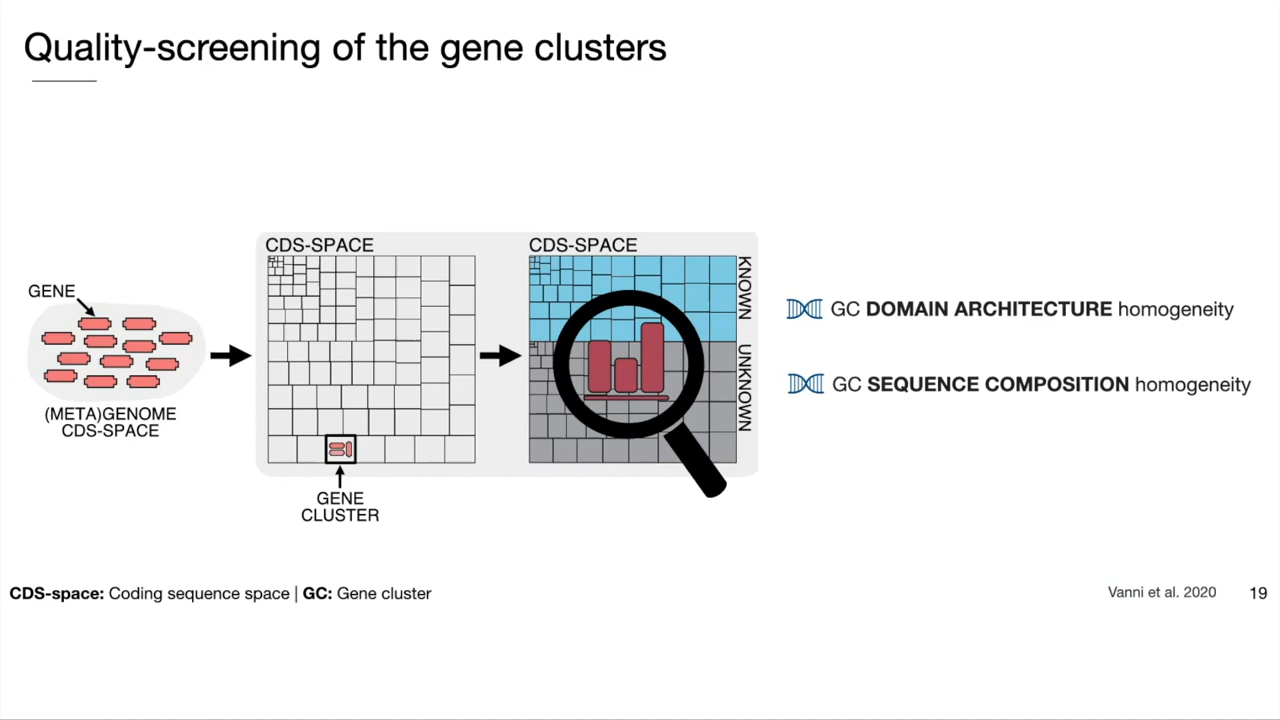 Quality-screening of the gene clusters
GENE
(META)GENOME
CDS-SPACE
CDS-SPACE
GENE
CLUSTER
CDS-SPACE
KNOWN
UNKNOWN
GC DOMAIN ARCHITECTURE homogeneity
GC SEQUENCE COMPOSITION homogeneity
CDS-space: Coding sequence space | GC: Gene cluster
Vanni et al. 2020
19